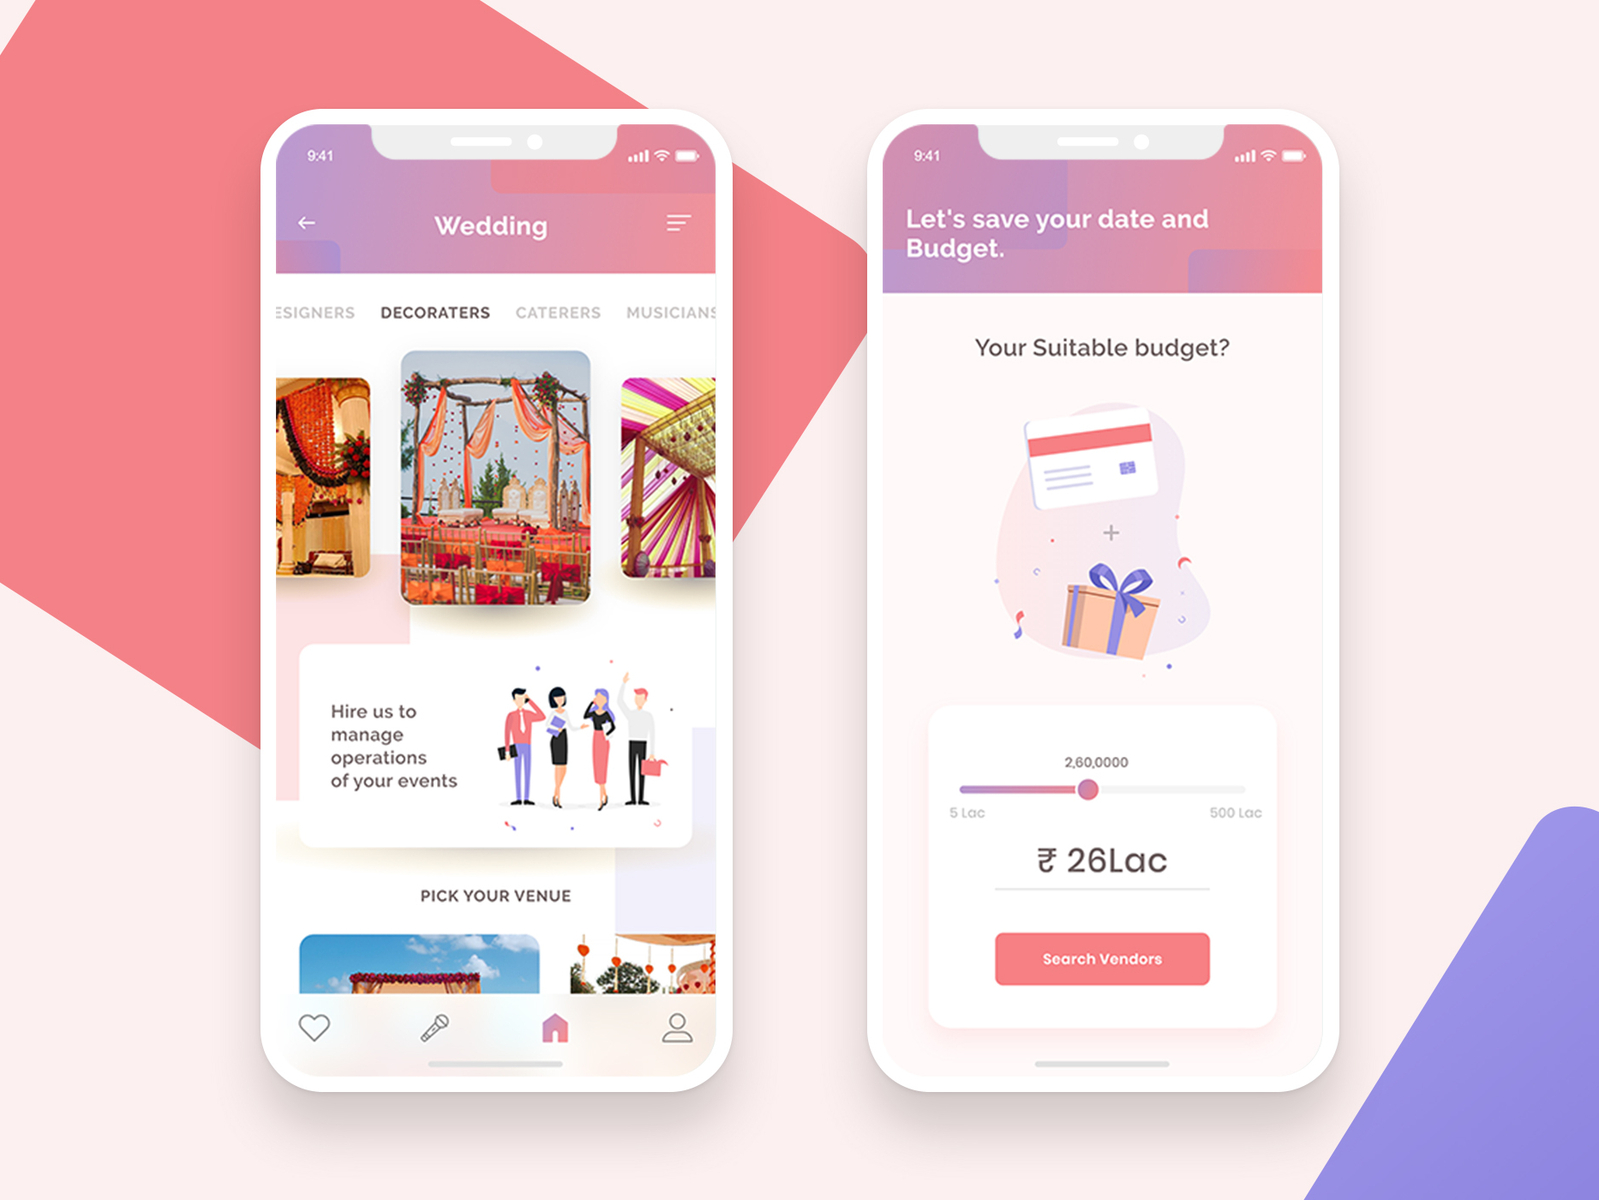 9:41
Wedding
ESIGNERS DECORATERS CATERERS MUSICIANS
Hire us to
manage
operations
of your events
PICK YOUR VENUE
9:41
Let's save your date and
Budget.
Your Suitable budget?
2,60,0000
5 Lac 500 Lac
₹ 26Lac
Search Vendors